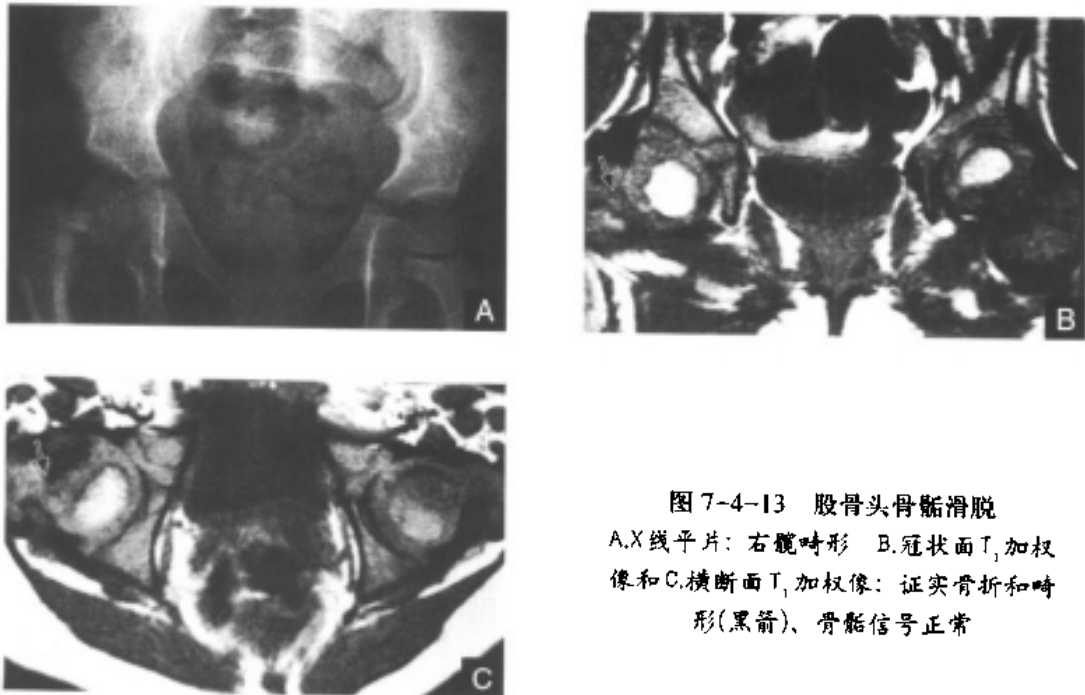 A
B
C
图 7-4-13 股骨头骨骺滑脱
A.X线平片：右髋畸形 B.冠状面T₁加权
像和C.横断面T₁加权像：证实骨折和畸
形(黑箭)、骨骺信号正常